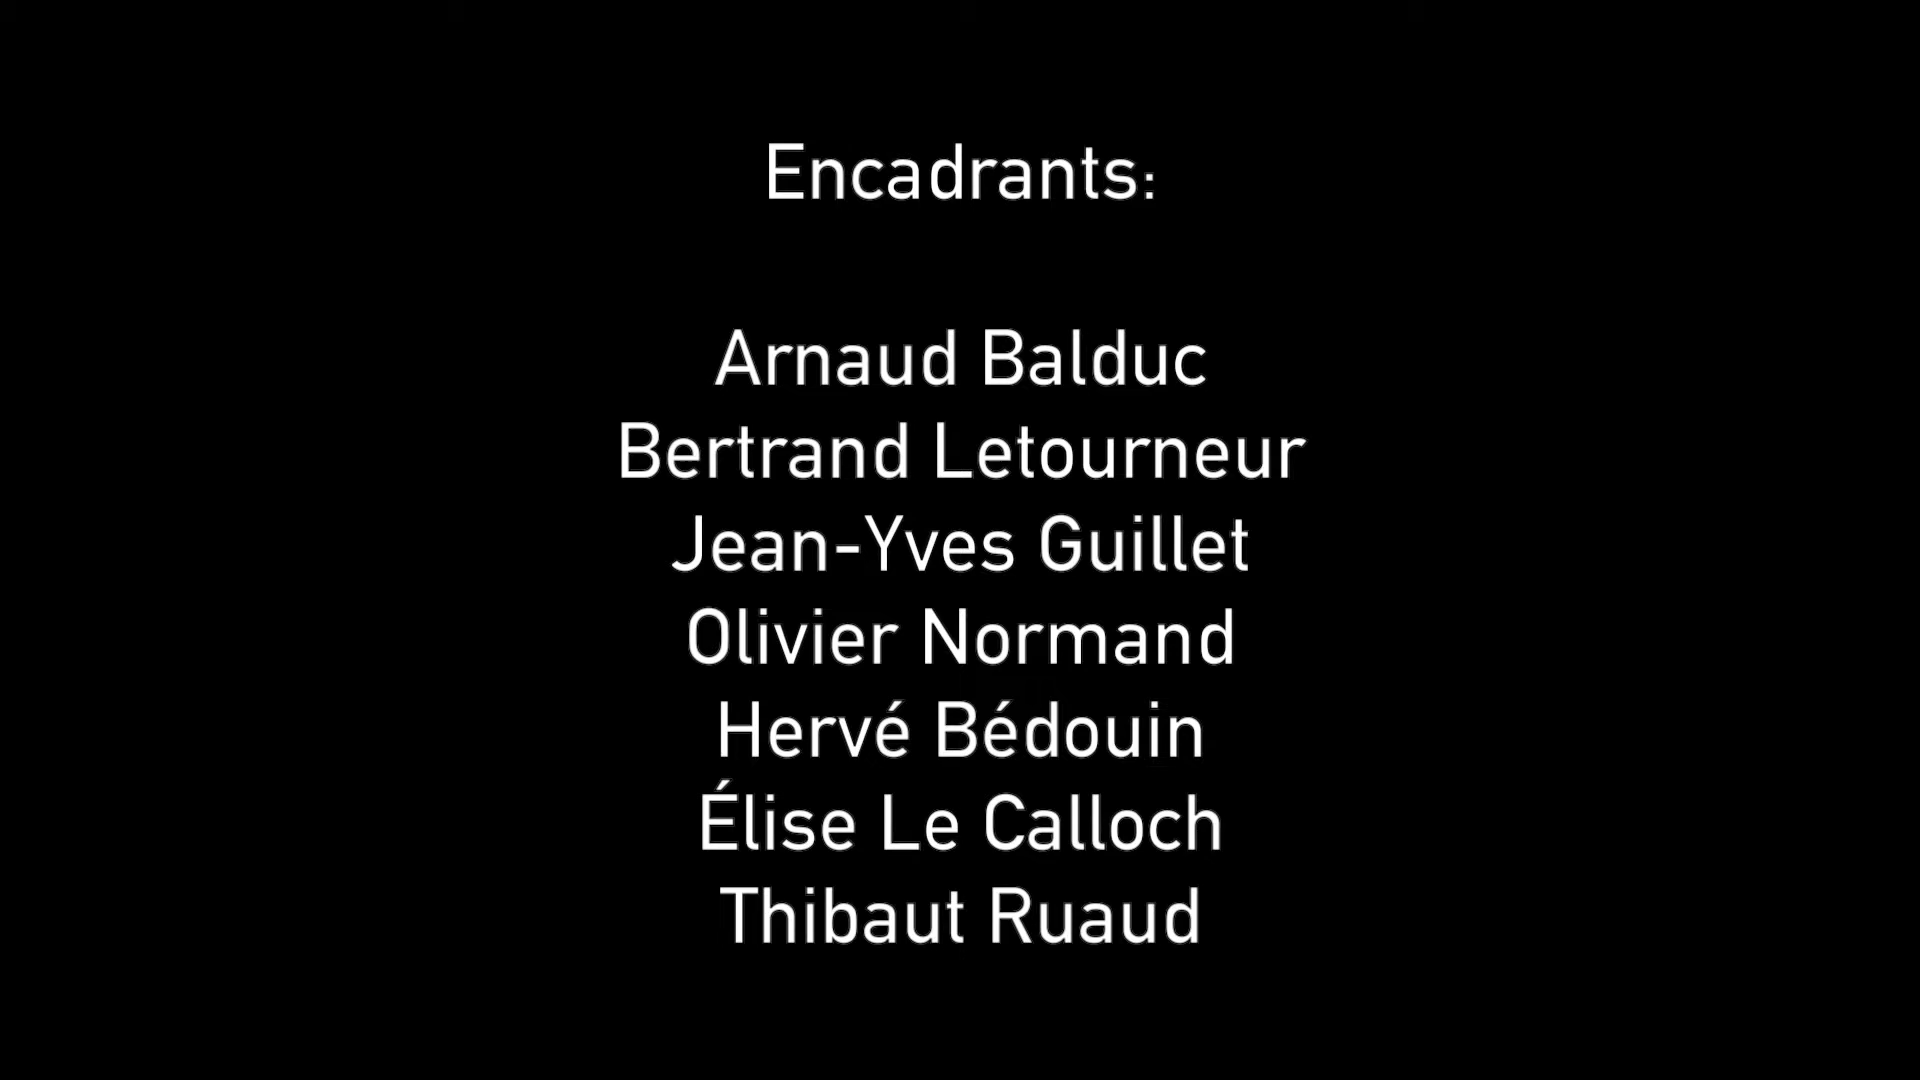 Encadrants:
Arnaud Balduc
Bertrand Letourneur
Jean-Yves Guillet
Olivier Normand
Hervé Bédouin
Élise Le Calloch
Thibaut Ruaud